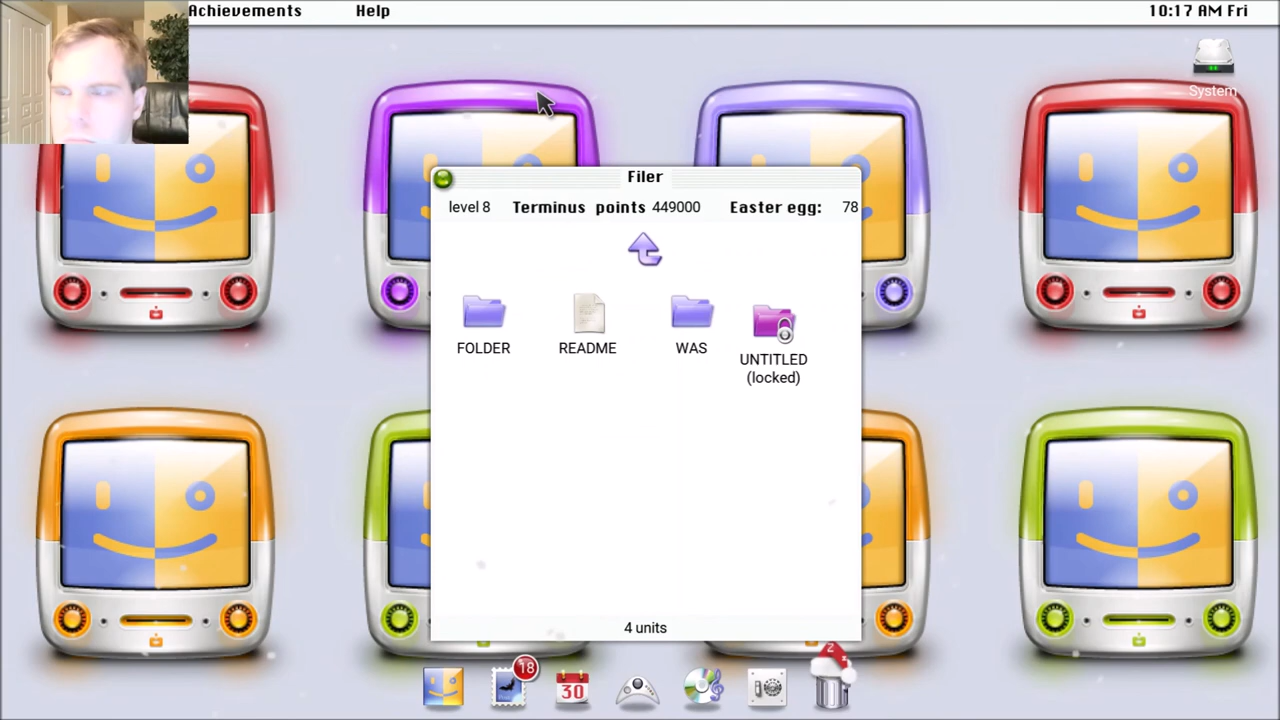 Achievements Help 10:17 AM Fri
System
Filer
level 8 Terminus points 449000 Easter egg: 78
FOLDER README WAS UNTITLED
(locked)
4 units
18 30 2